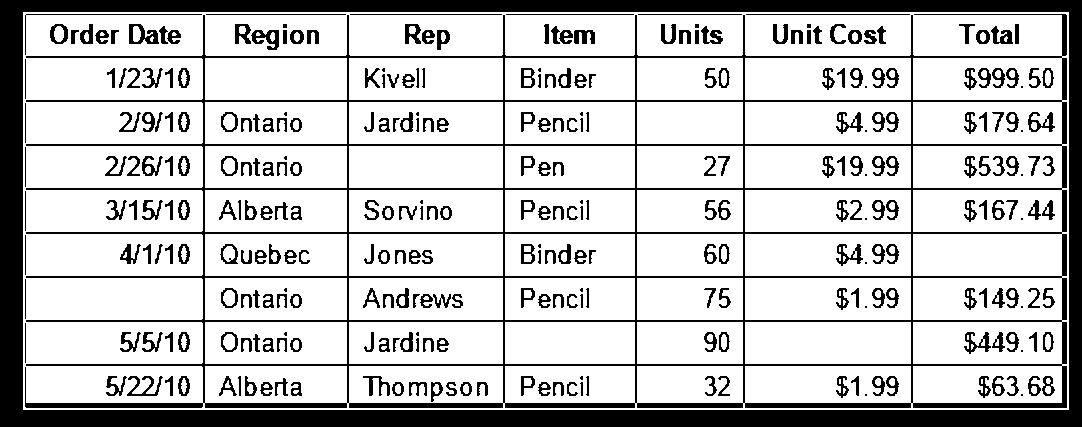 Order Date Region Rep Item Units Unit Cost Total
1/23/10 Kivell Binder 50 $19.99 $999.50
2/9/10 Ontario Jardine Pencil $4.99 $179.64
2/26/10 Ontario Pen 27 $19.99 $539.73
3/15/10 Alberta Sorvino Pencil 56 $2.99 $167.44
4/1/10 Quebec Jones Binder 60 $4.99
Ontario Andrews Pencil 75 $1.99 $149.25
5/5/10 Ontario Jardine 90 $449.10
5/22/10 Alberta Thompson Pencil 32 $1.99 $63.68